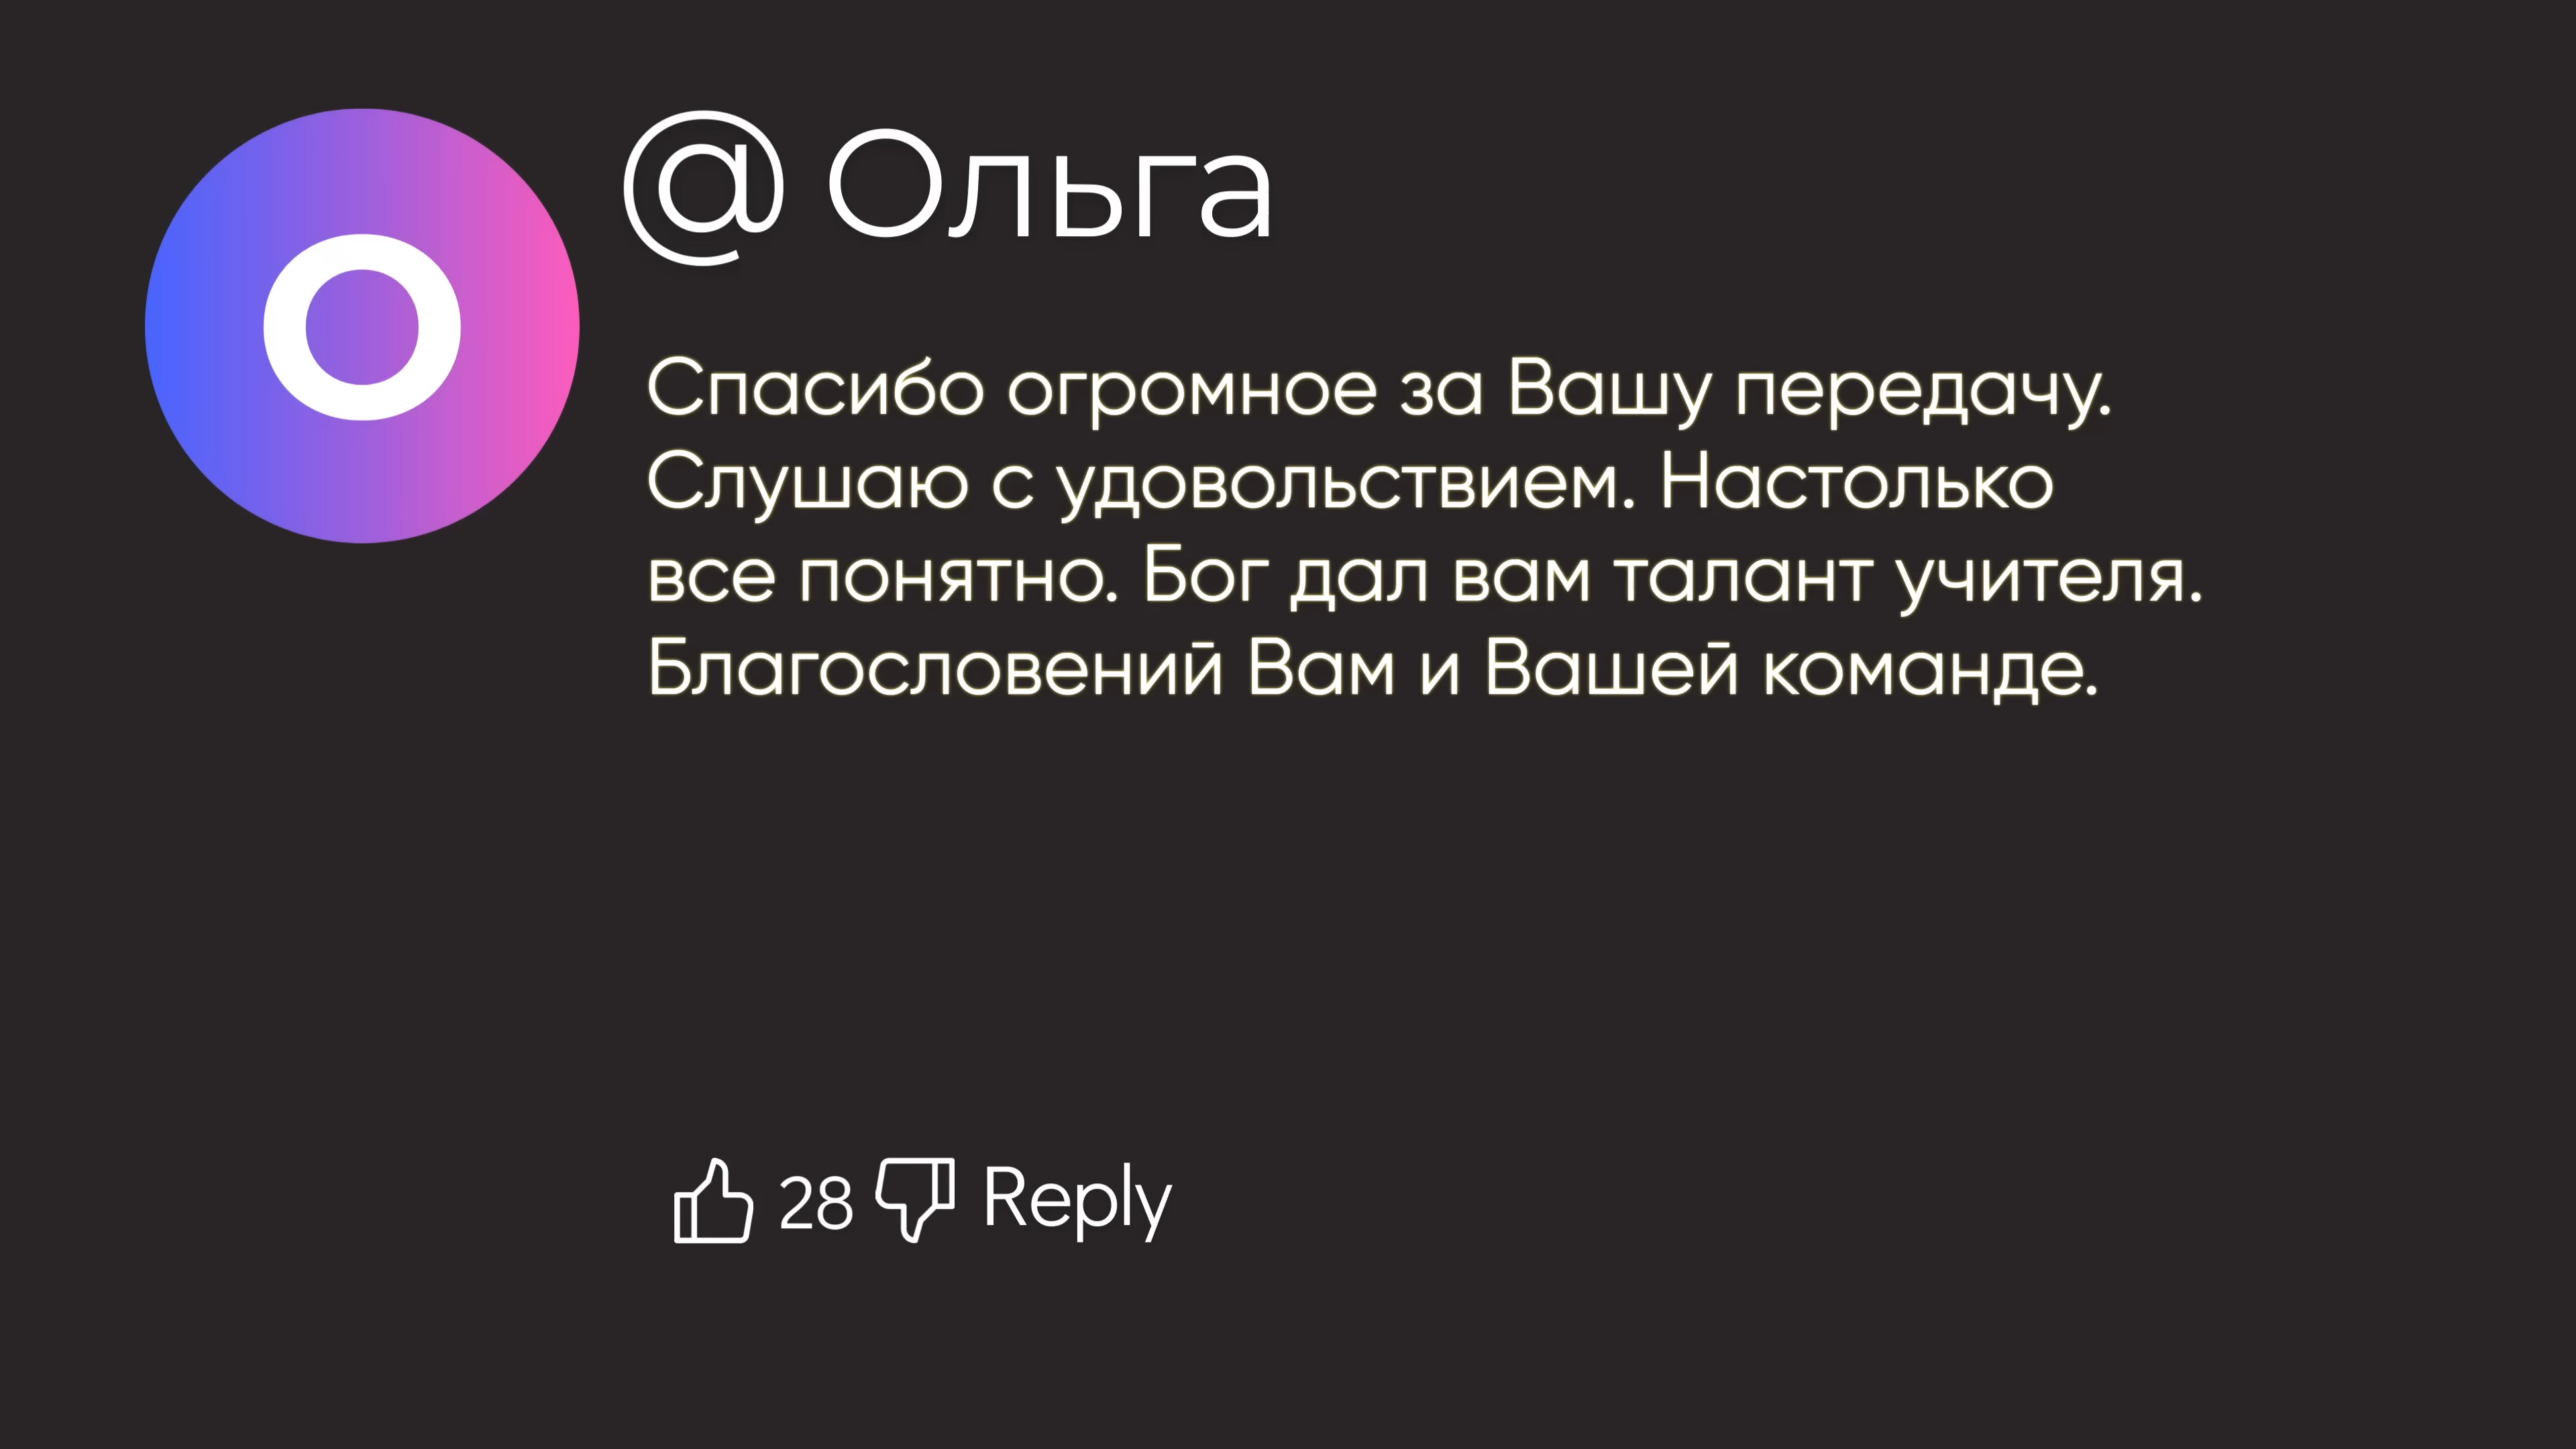 О
@ Ольга
Спасибо огромное за Вашу передачу.
Слушаю с удовольствием. Настолько
все понятно. Бог дал вам талант учителя.
Благословений Вам и Вашей команде.
28 Reply